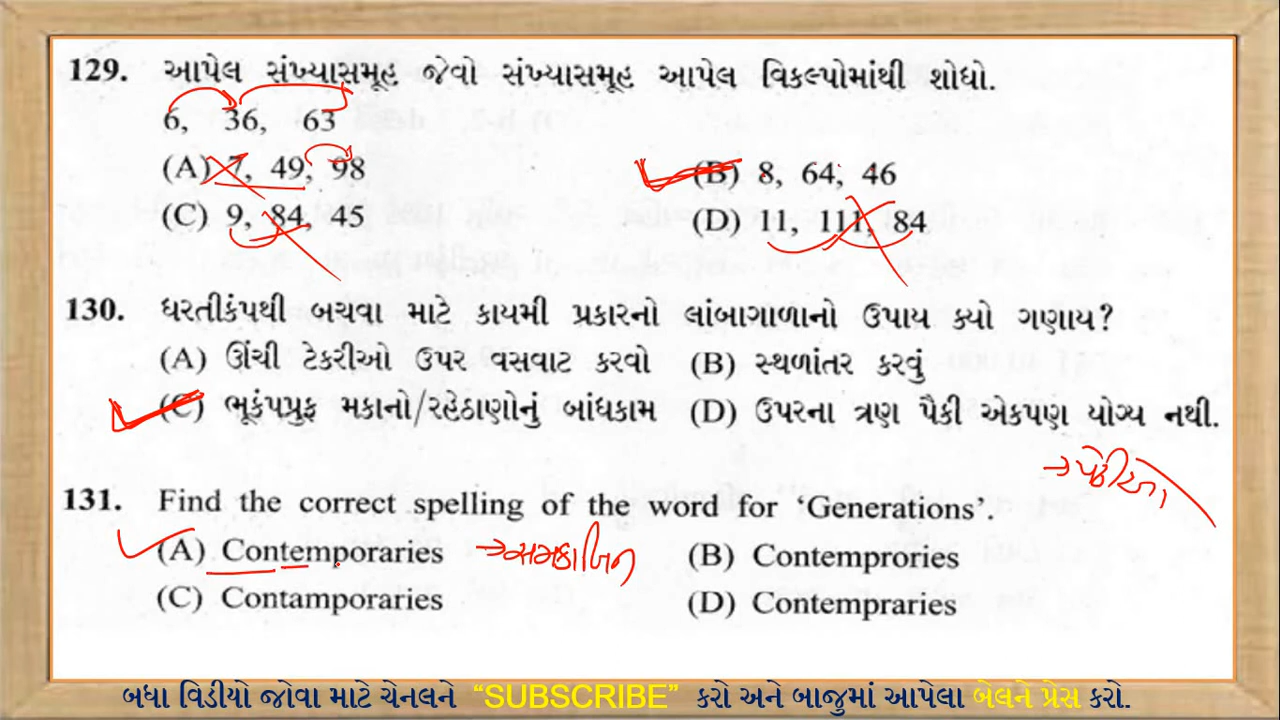 129. આપેલ સંખ્યાસમૂહ જેવો સંખ્યાસમૂહ આપેલ વિકલ્પોમાંથી શોધો.
6, 36, 63
(A) 7, 49, 98 (B) 8, 64, 46
(C) 9, 84, 45 (D) 11, 111, 84
130. ધરતીકંપથી બચવા માટે કાયમી પ્રકારનો લાંબાગાળાનો ઉપાય ક્યો ગણાય?
(A) ઊંચી ટેકરીઓ ઉપર વસવાટ કરવો (B) સ્થળાંતર કરવું
(C) ભૂકંપપ્રુફ મકાનો/રહેઠાણોનું બાંધકામ (D) ઉપરના ત્રણ પૈકી એકપણ યોગ્ય નથી.
→ પેઢીઓ
131. Find the correct spelling of the word for ‘Generations’.
(A) Contemporaries → સમકાલિન (B) Contemprories
(C) Contamporaries (D) Contempraries
બધા વિડીયો જોવા માટે ચેનલને “SUBSCRIBE” કરો અને બાજુમાં આપેલા બેલને પ્રેસ કરો.